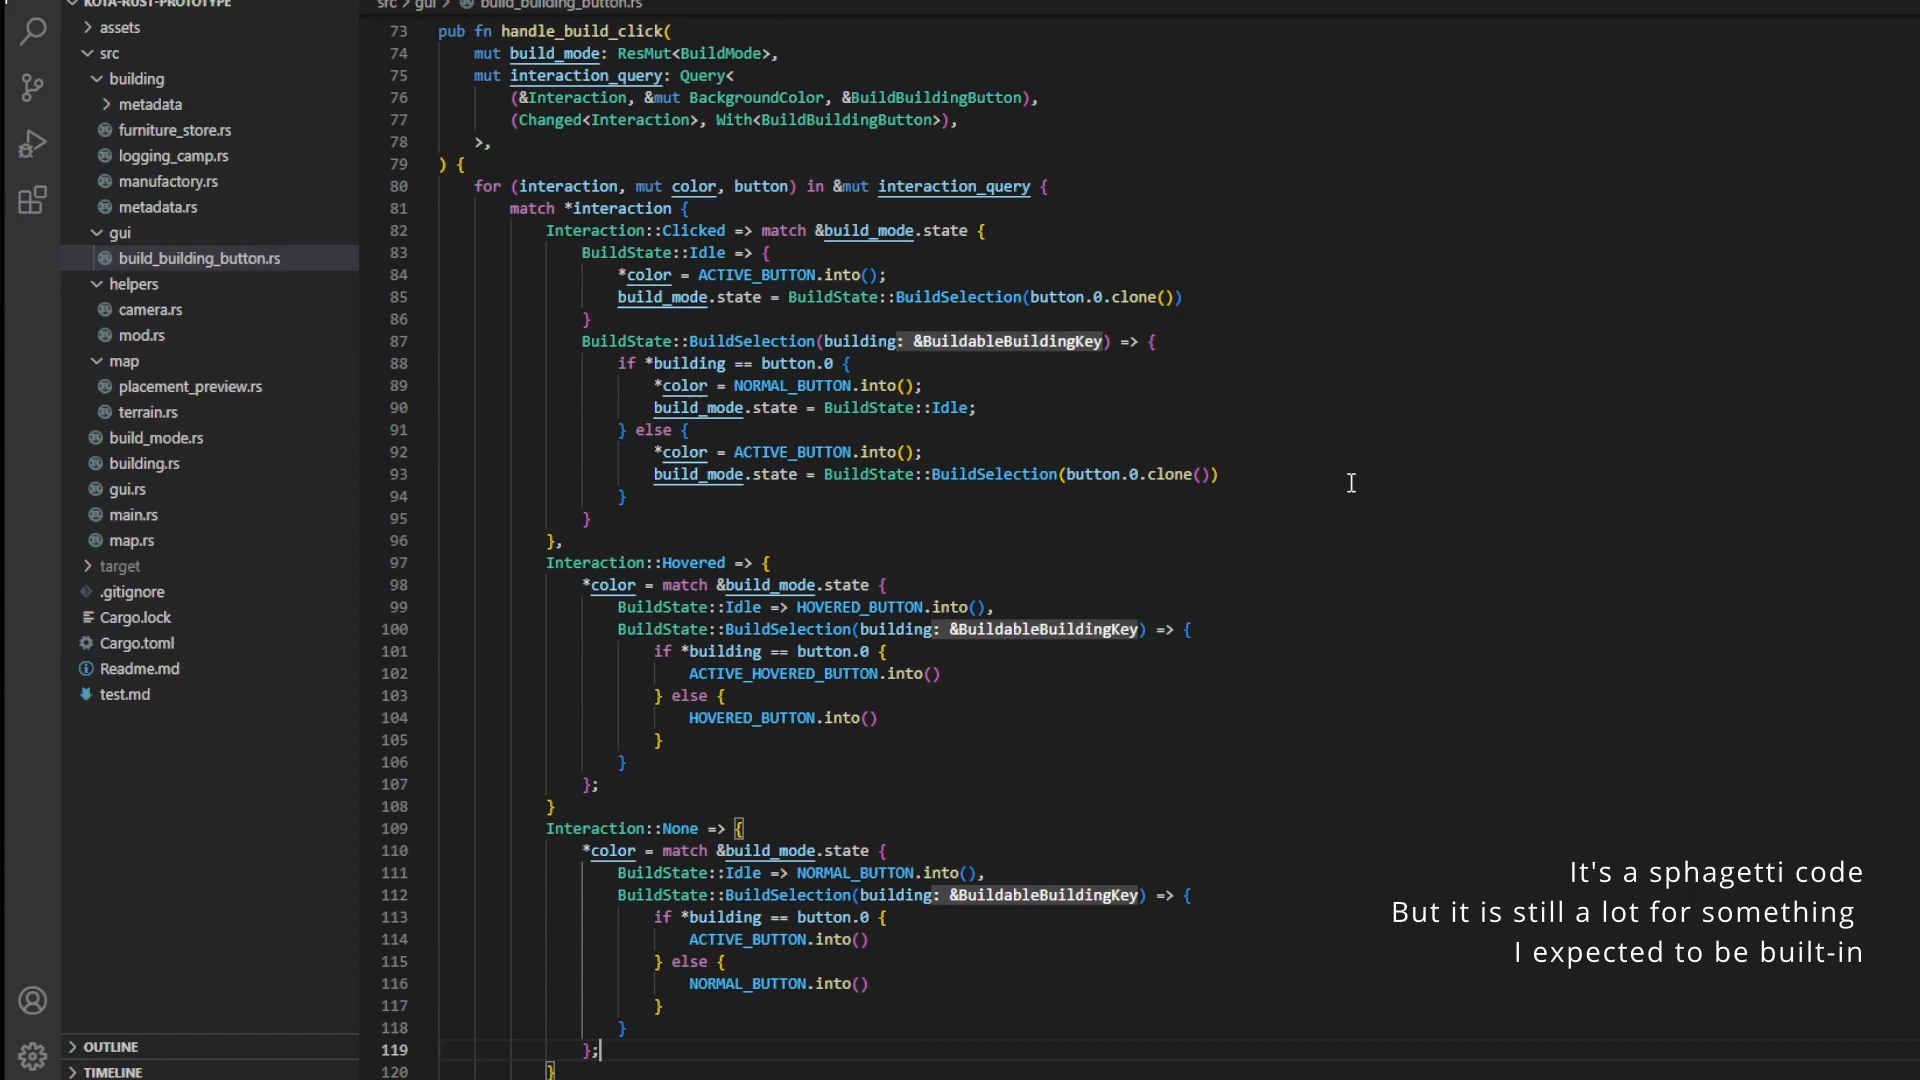 KOTA-RUST-PROTOTYPE
assets
src
building
metadata
furniture_store.rs
logging_camp.rs
manufactory.rs
metadata.rs
gui
build_building_button.rs
helpers
camera.rs
mod.rs
map
placement_preview.rs
terrain.rs
build_mode.rs
building.rs
gui.rs
main.rs
map.rs
target
.gitignore
Cargo.lock
Cargo.toml
Readme.md
test.md
OUTLINE
TIMELINE
src > gui > build_building_button.rs
73 pub fn handle_build_click(
74 mut build_mode: ResMut<BuildMode>,
75 mut interaction_query: Query<
76 (&Interaction, &mut BackgroundColor, &BuildBuildingButton),
77 (Changed<Interaction>, With<BuildBuildingButton>),
78 >,
79 ) {
80 for (interaction, mut color, button) in &mut interaction_query {
81 match *interaction {
82 Interaction::Clicked => match &build_mode.state {
83 BuildState::Idle => {
84 *color = ACTIVE_BUTTON.into();
85 build_mode.state = BuildState::BuildSelection(button.0.clone())
86 }
87 BuildState::BuildSelection(building: &BuildableBuildingKey) => {
88 if *building == button.0 {
89 *color = NORMAL_BUTTON.into();
90 build_mode.state = BuildState::Idle;
91 } else {
92 *color = ACTIVE_BUTTON.into();
93 build_mode.state = BuildState::BuildSelection(button.0.clone())
94 }
95 }
96 },
97 Interaction::Hovered => {
98 *color = match &build_mode.state {
99 BuildState::Idle => HOVERED_BUTTON.into(),
100 BuildState::BuildSelection(building: &BuildableBuildingKey) => {
101 if *building == button.0 {
102 ACTIVE_HOVERED_BUTTON.into()
103 } else {
104 HOVERED_BUTTON.into()
105 }
106 }
107 };
108 }
109 Interaction::None => {
110 *color = match &build_mode.state {
111 BuildState::Idle => NORMAL_BUTTON.into(),
112 BuildState::BuildSelection(building: &BuildableBuildingKey) => {
113 if *building == button.0 {
114 ACTIVE_BUTTON.into()
115 } else {
116 NORMAL_BUTTON.into()
117 }
118 }
119 };
120 }
It's a sphagetti code
But it is still a lot for something
I expected to be built-in